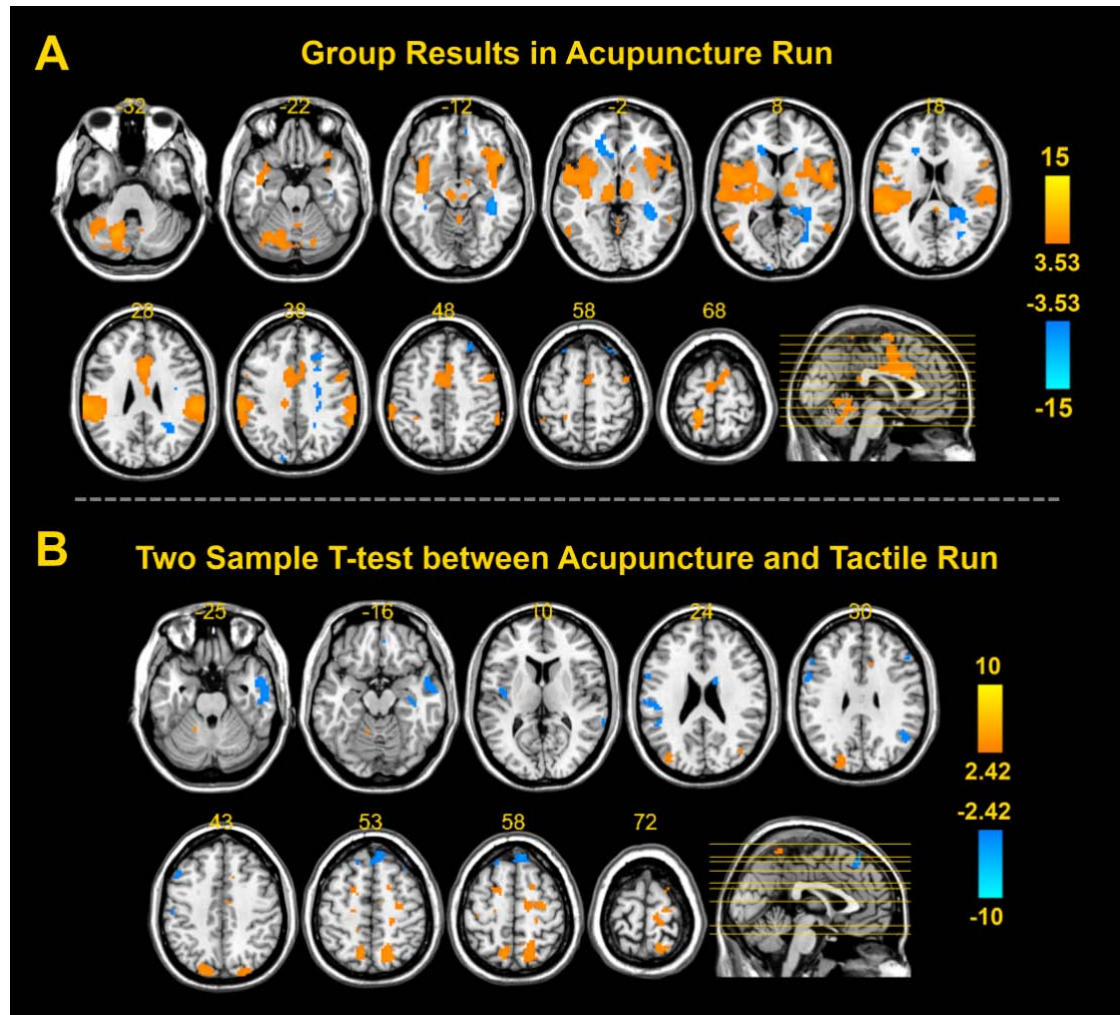 A
Group Results in Acupuncture Run
-32 -22 -12 -2 8 18
15
3.53
-3.53
-15
28 38 48 58 68
B
Two Sample T-test between Acupuncture and Tactile Run
-25 -16 10 24 30
10
2.42
-2.42
-10
43 53 58 72